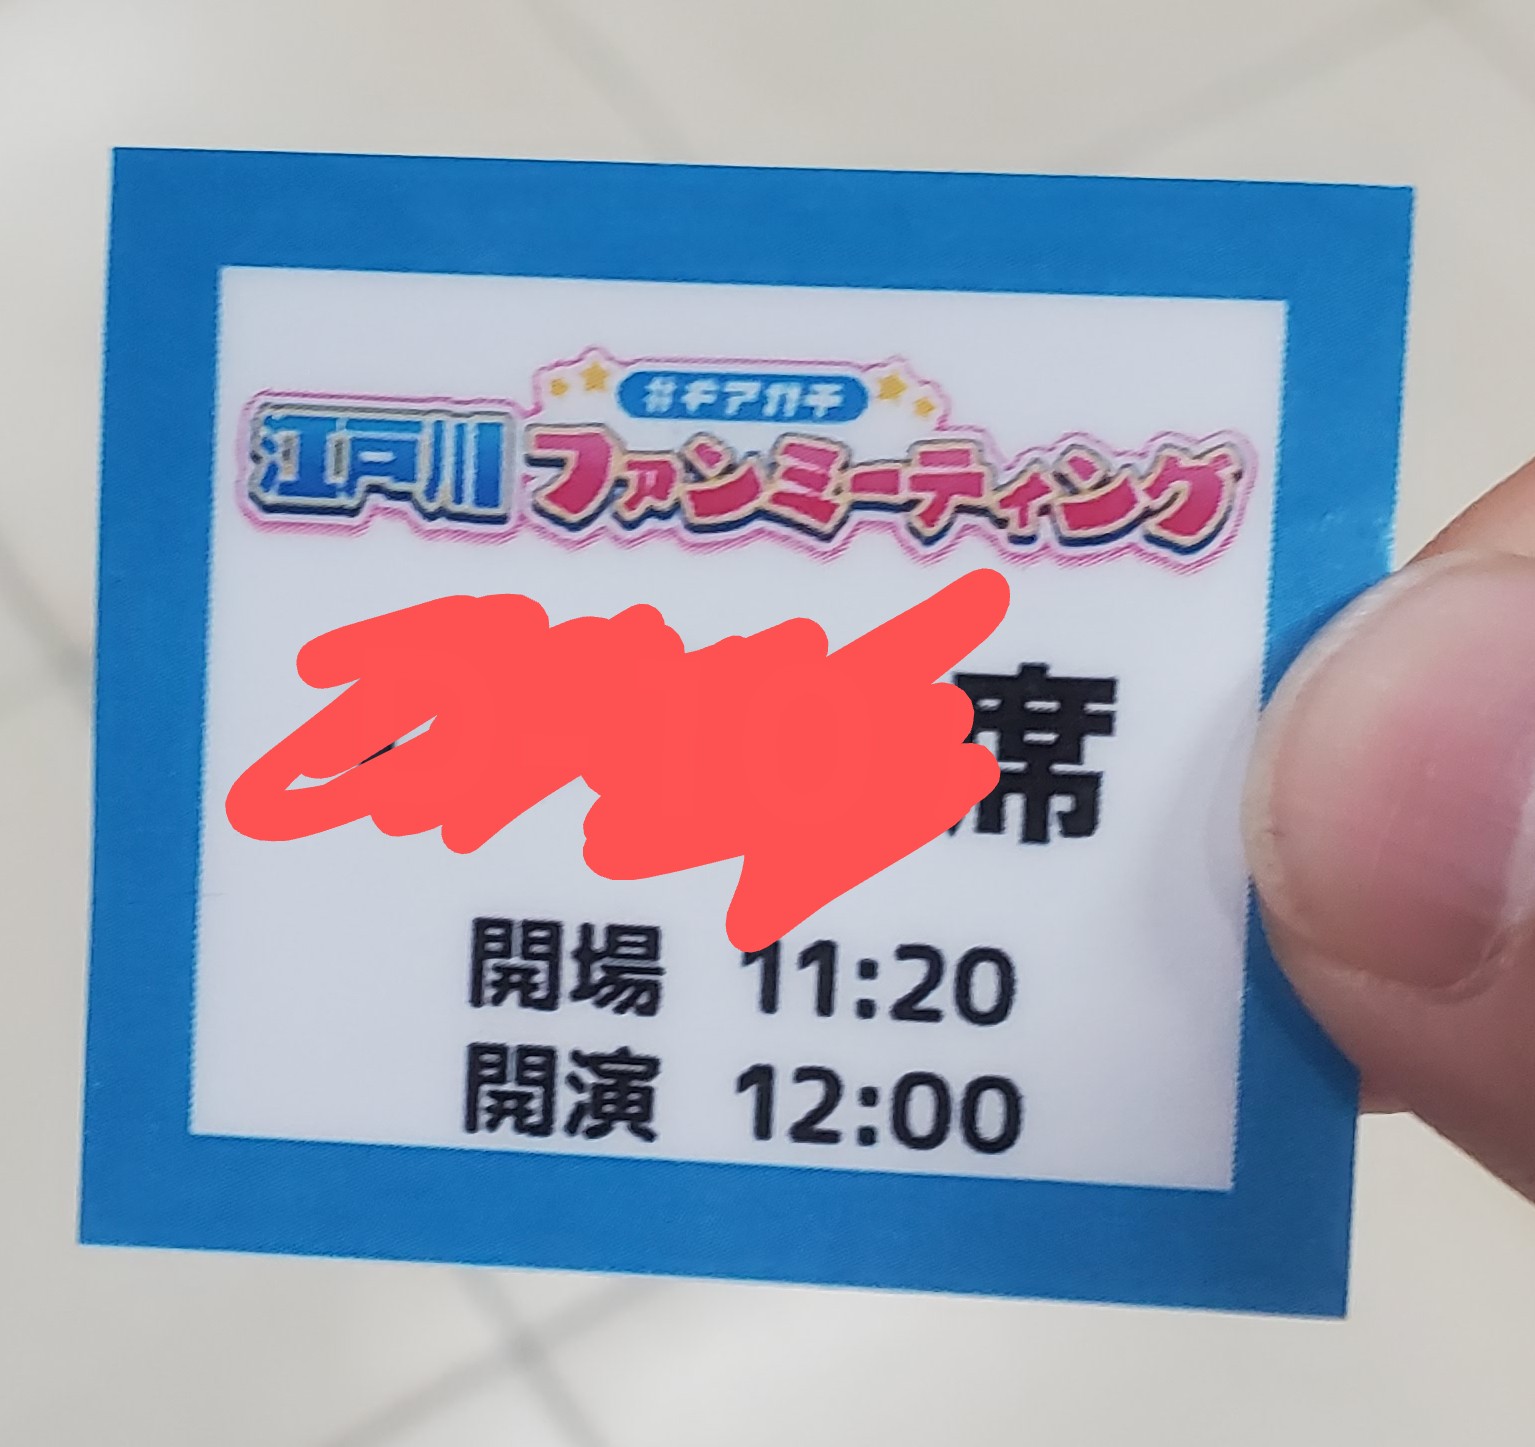 #キアガチ
江戸川ファンミーティング
席
開場 11:20
開演 12:00